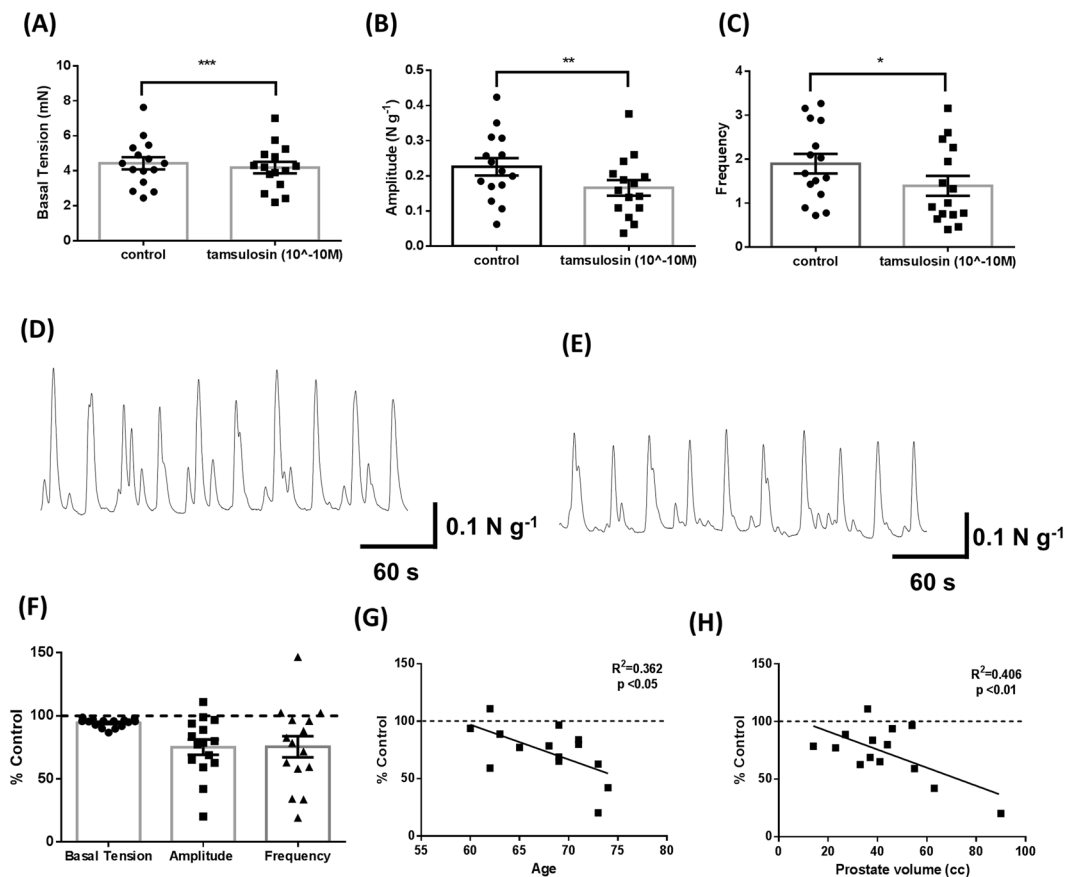 (A)
***
Basal Tension (mN)
10
8
6
4
2
0
control
tamsulosin (10^-10M)
(B)
**
Amplitude (N g-1)
0.5
0.4
0.3
0.2
0.1
0.0
control
tamsulosin (10^-10M)
(C)
*
Frequency
4
3
2
1
0
control
tamsulosin (10^-10M)
(D)
0.1 N g-1
60 s
(E)
0.1 N g-1
60 s
(F)
% Control
150
100
50
0
Basal Tension
Amplitude
Frequency
(G)
R2=0.362
p <0.05
% Control
150
100
50
0
55 60 65 70 75 80
Age
(H)
R2=0.406
p <0.01
% Control
150
100
50
0
0 20 40 60 80 100
Prostate volume (cc)